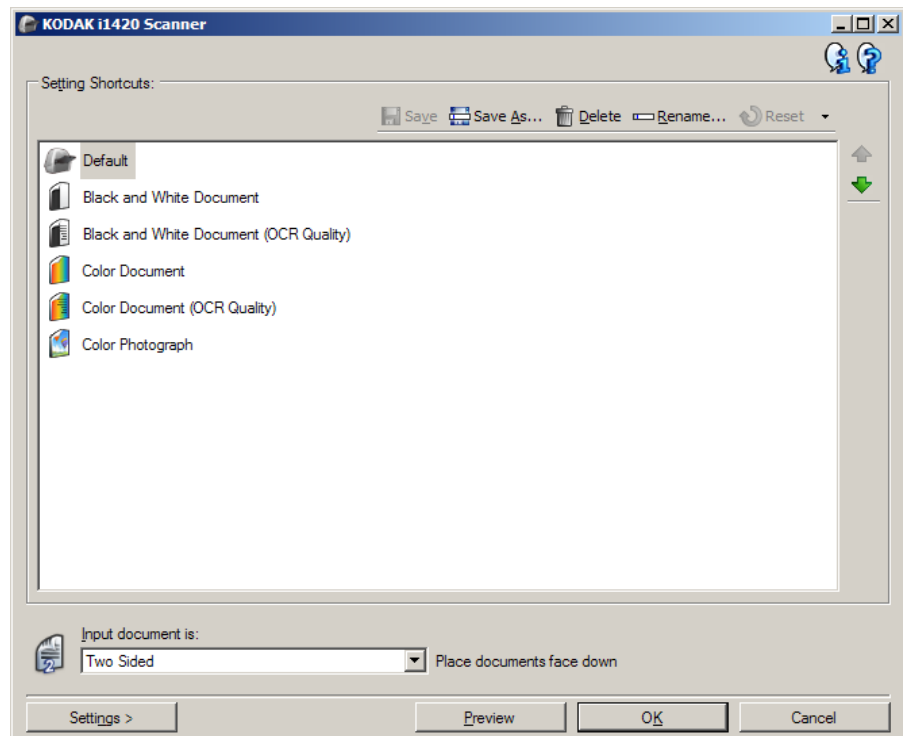 KODAK i1420 Scanner
Setting Shortcuts:
Save Save As... Delete Rename... Reset
Default
Black and White Document
Black and White Document (OCR Quality)
Color Document
Color Document (OCR Quality)
Color Photograph
Input document is:
2
Two Sided Place documents face down
Settings > Preview OK Cancel